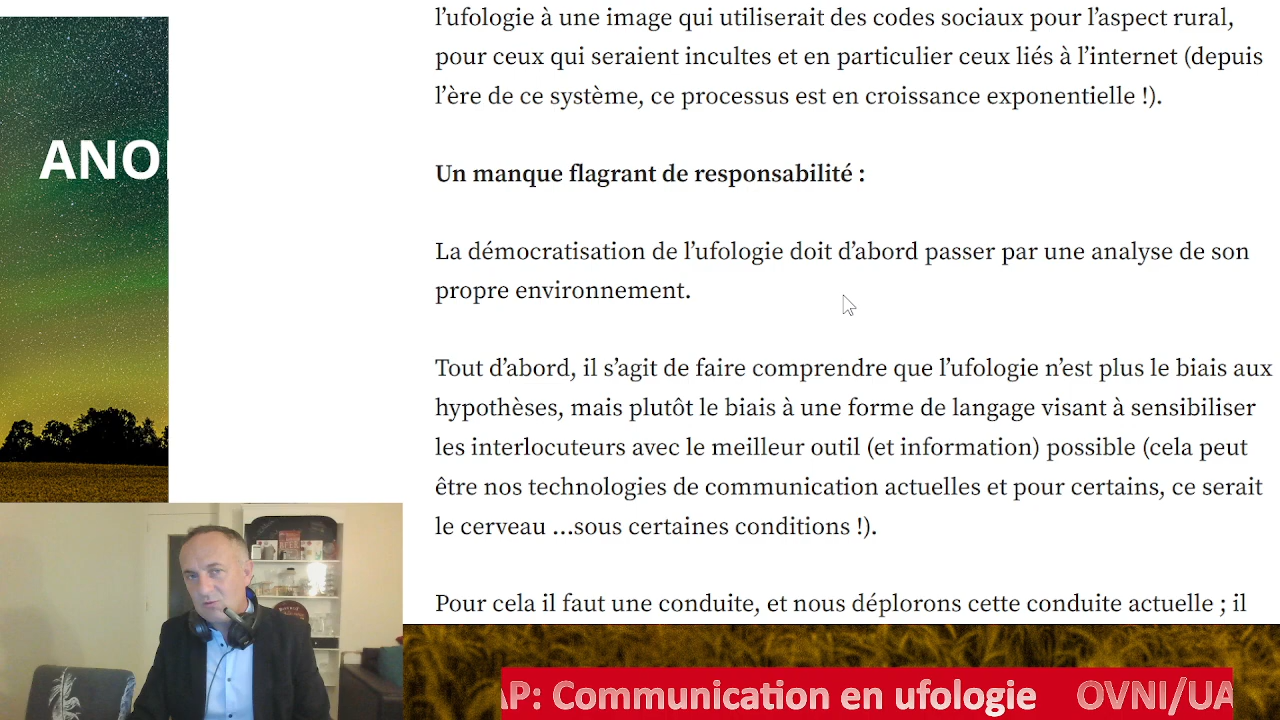 l’ufologie à une image qui utiliserait des codes sociaux pour l’aspect rural,
pour ceux qui seraient incultes et en particulier ceux liés à l’internet (depuis
l’ère de ce système, ce processus est en croissance exponentielle !).
Un manque flagrant de responsabilité :
La démocratisation de l’ufologie doit d’abord passer par une analyse de son
propre environnement.
Tout d’abord, il s’agit de faire comprendre que l’ufologie n’est plus le biais aux
hypothèses, mais plutôt le biais à une forme de langage visant à sensibiliser
les interlocuteurs avec le meilleur outil (et information) possible (cela peut
être nos technologies de communication actuelles et pour certains, ce serait
le cerveau …sous certaines conditions !).
Pour cela il faut une conduite, et nous déplorons cette conduite actuelle ; il
ANO
AP: Communication en ufologie OVNI/UA